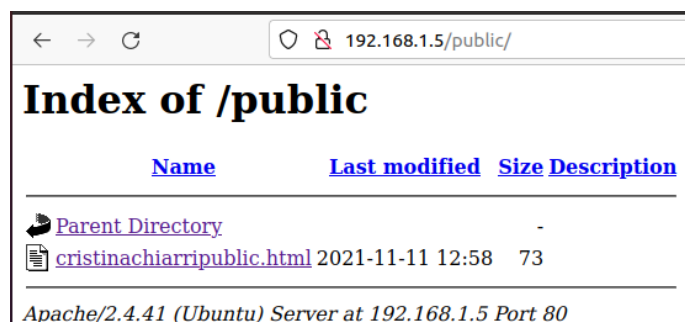 192.168.1.5/public/
Index of /public
Name Last modified Size Description
Parent Directory -
cristinachiarripublic.html 2021-11-11 12:58 73
Apache/2.4.41 (Ubuntu) Server at 192.168.1.5 Port 80